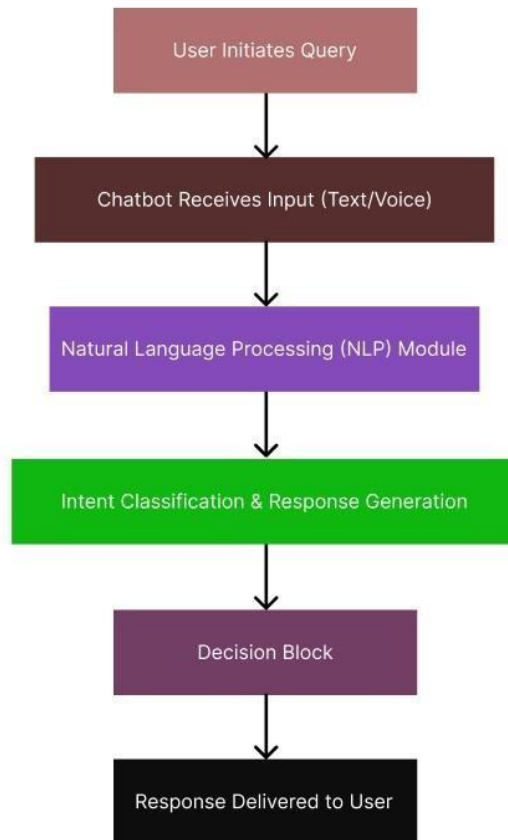 User Initiates Query
Chatbot Receives Input (Text/Voice)
Natural Language Processing (NLP) Module
Intent Classification & Response Generation
Decision Block
Response Delivered to User